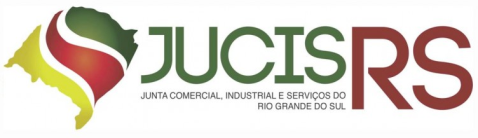 JUCISRS
JUNTA COMERCIAL, INDUSTRIAL E SERVIÇOS DO
RIO GRANDE DO SUL